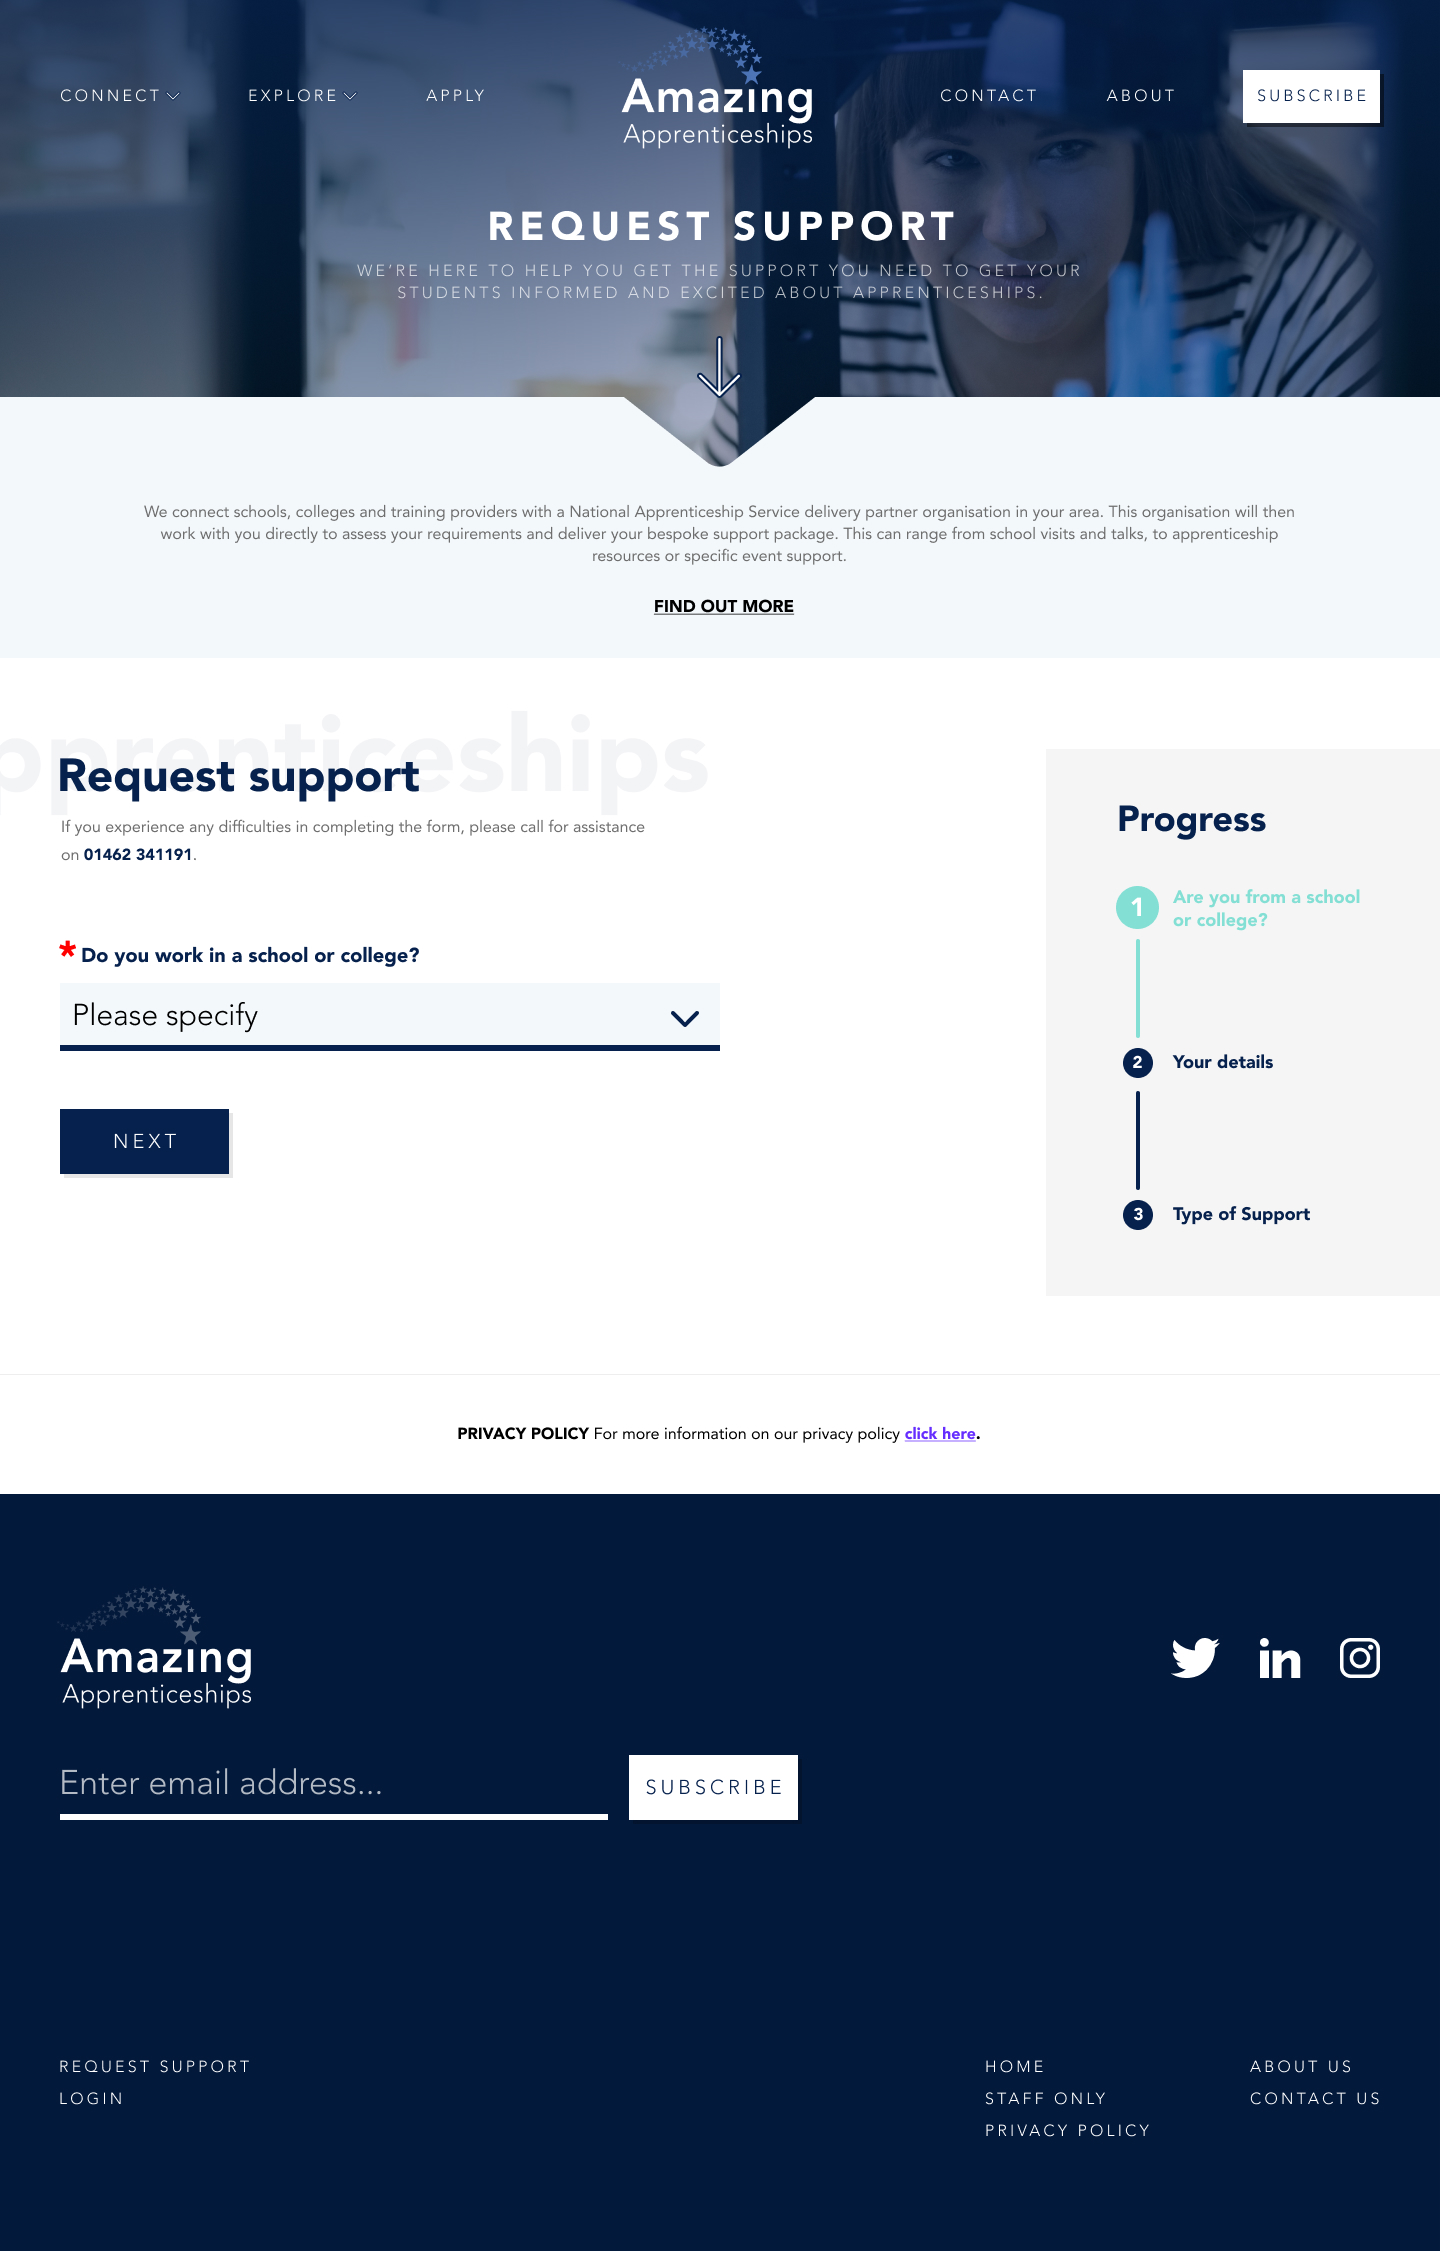 CONNECT
EXPLORE
APPLY
Amazing
Apprenticeships
CONTACT
ABOUT
SUBSCRIBE
REQUEST SUPPORT
WE'RE HERE TO HELP YOU GET THE SUPPORT YOU NEED TO GET YOUR
STUDENTS INFORMED AND EXCITED ABOUT APPRENTICESHIPS.
We connect schools, colleges and training providers with a National Apprenticeship Service delivery partner organisation in your area. This organisation will then
work with you directly to assess your requirements and deliver your bespoke support package. This can range from school visits and talks, to apprenticeship
resources or specific event support.
FIND OUT MORE
pprenticeships
Request support
If you experience any difficulties in completing the form, please call for assistance
on 01462 341191.
* Do you work in a school or college?
Please specify
NEXT
Progress
1 Are you from a school
or college?
2 Your details
3 Type of Support
PRIVACY POLICY For more information on our privacy policy click here.
Amazing
Apprenticeships
in
Enter email address...
SUBSCRIBE
REQUEST SUPPORT
LOGIN
HOME
STAFF ONLY
PRIVACY POLICY
ABOUT US
CONTACT US